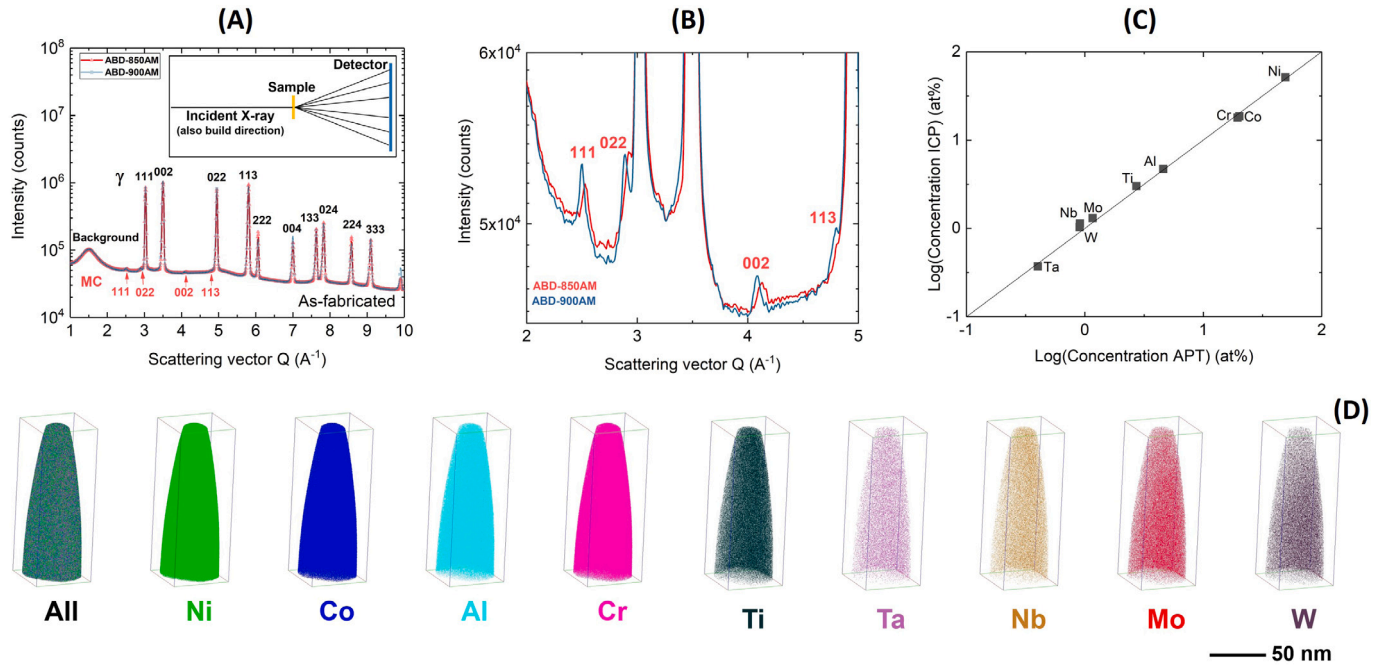 (A)
10^8
10^7
10^6
10^5
10^4
Intensity (counts)
ABD-850AM
ABD-900AM
Detector
Sample
Incident X-ray
(also build direction)
γ
111
002
022
113
222
004
133
024
224
333
Background
MC
111
022
002
113
As-fabricated
1
2
3
4
5
6
7
8
9
10
Scattering vector Q (A^-1)
(B)
6x10^4
5x10^4
Intensity (counts)
111
022
002
113
ABD-850AM
ABD-900AM
2
3
4
5
Scattering vector Q (A^-1)
(C)
2
1
0
-1
Log(Concentration ICP) (at%)
Ni
Cr Co
Al
Ti
Nb Mo
W
Ta
-1
0
1
2
Log(Concentration APT) (at%)
(D)
All
Ni
Co
Al
Cr
Ti
Ta
Nb
Mo
W
50 nm